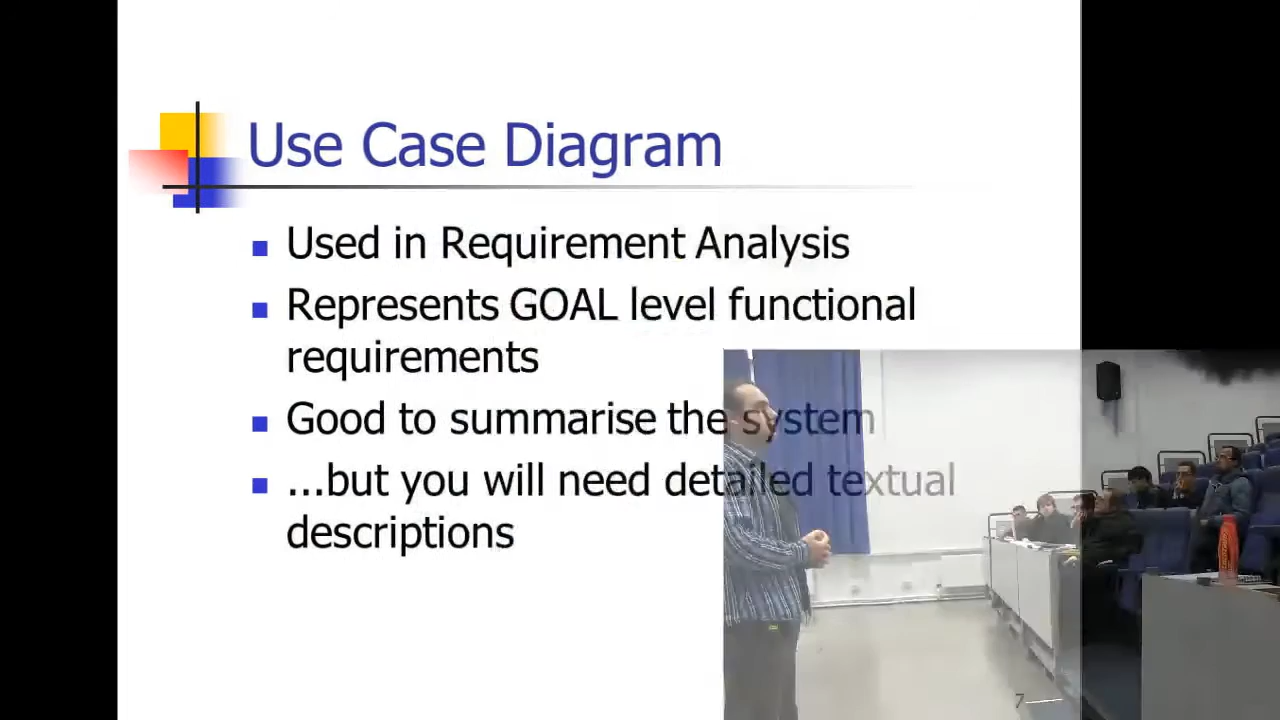 Use Case Diagram
Used in Requirement Analysis
Represents GOAL level functional
requirements
Good to summarise the system
...but you will need detailed textual
descriptions
7